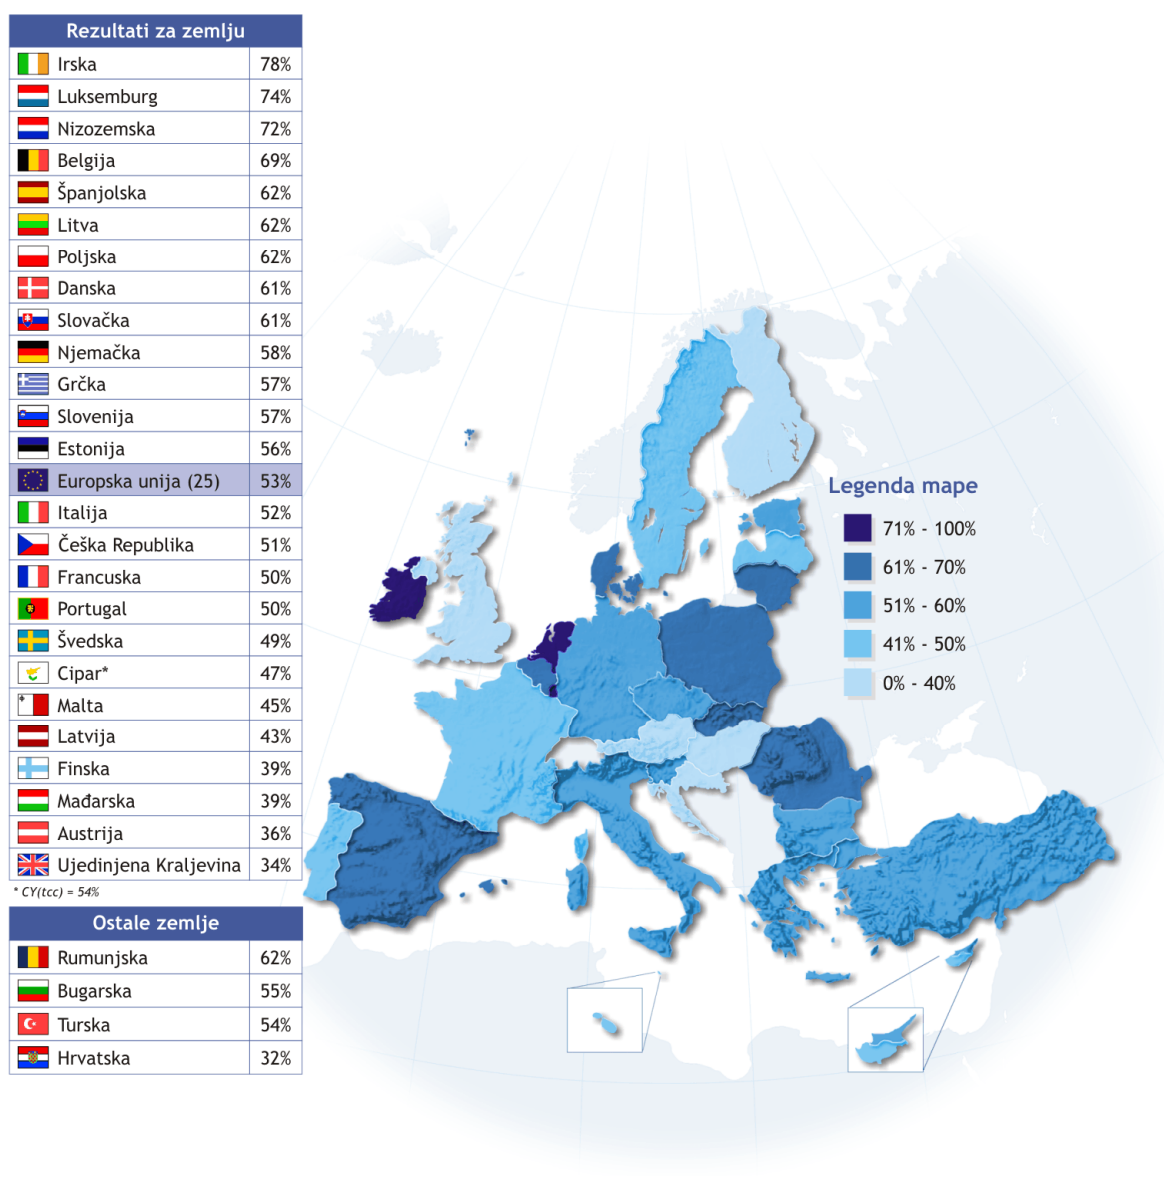 Rezultati za zemlju
Irska 78%
Luksemburg 74%
Nizozemska 72%
Belgija 69%
Španjolska 62%
Litva 62%
Poljska 62%
Danska 61%
Slovačka 61%
Njemačka 58%
Grčka 57%
Slovenija 57%
Estonija 56%
Europska unija (25) 53%
Italija 52%
Češka Republika 51%
Francuska 50%
Portugal 50%
Švedska 49%
Cipar* 47%
Malta 45%
Latvija 43%
Finska 39%
Mađarska 39%
Austrija 36%
Ujedinjena Kraljevina 34%
* CY(tcc) = 54%
Ostale zemlje
Rumunjska 62%
Bugarska 55%
Turska 54%
Hrvatska 32%
Legenda mape
71% - 100%
61% - 70%
51% - 60%
41% - 50%
0% - 40%